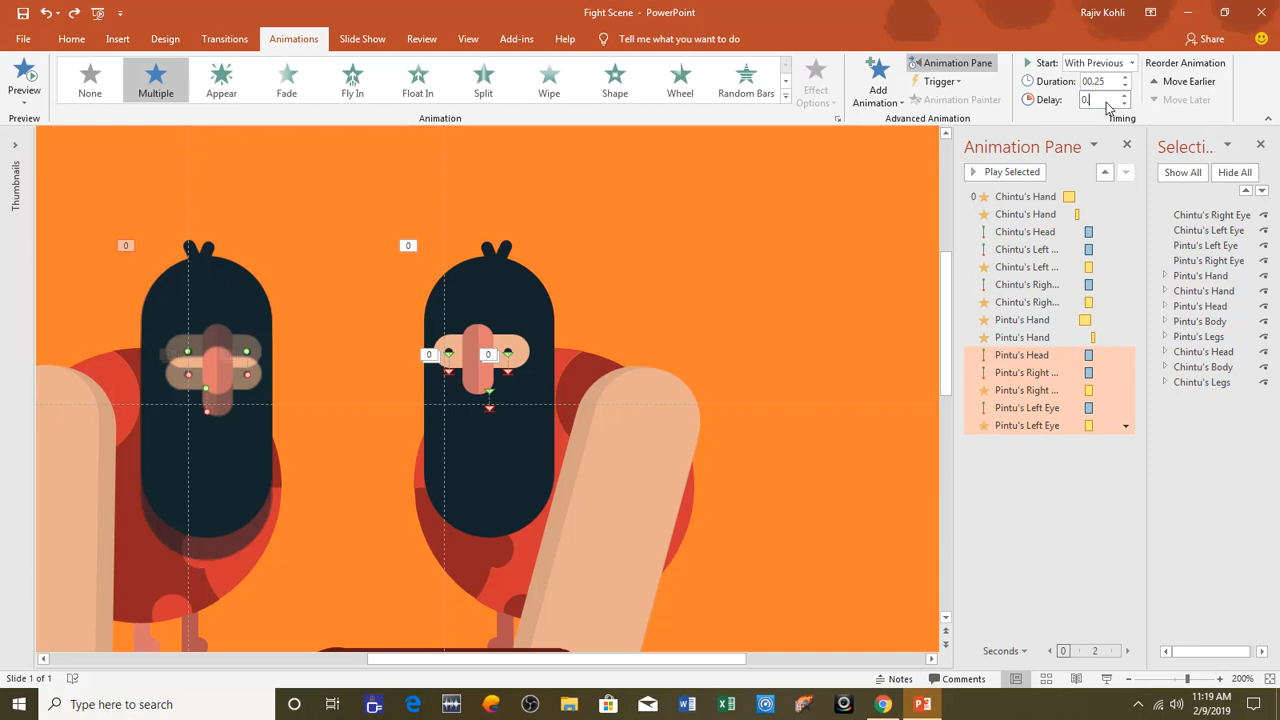 Fight Scene - PowerPoint
Rajiv Kohli
File Home Insert Design Transitions Animations Slide Show Review View Add-ins Help Tell me what you want to do Share
Preview
None
Multiple
Appear
Fade
Fly In
Float In
Split
Wipe
Shape
Wheel
Random Bars
Effect
Options
Add
Animation
Animation Pane
Trigger
Animation Painter
Start: With Previous
Duration: 00.25
Delay: 0.
Reorder Animation
Move Earlier
Move Later
Preview
Animation
Advanced Animation
Timing
Thumbnails
0
0
0
0
Animation Pane
Play Selected
0 Chintu's Hand
Chintu's Hand
Chintu's Head
Chintu's Left ...
Chintu's Left ...
Chintu's Righ...
Chintu's Righ...
Pintu's Hand
Pintu's Hand
Pintu's Head
Pintu's Right ...
Pintu's Right ...
Pintu's Left Eye
Pintu's Left Eye
Seconds 0 2
Selecti...
Show All Hide All
Chintu's Right Eye
Chintu's Left Eye
Pintu's Left Eye
Pintu's Right Eye
Pintu's Hand
Chintu's Hand
Pintu's Head
Pintu's Body
Pintu's Legs
Chintu's Head
Chintu's Body
Chintu's Legs
Slide 1 of 1
Notes Comments 200%
Type here to search
11:19 AM
2/9/2019